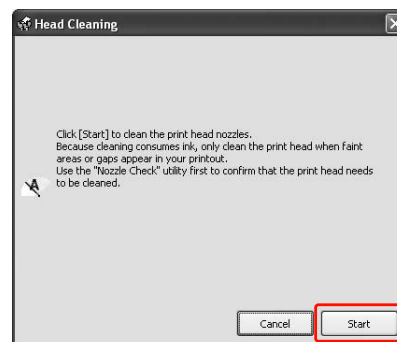 Head Cleaning
Click [Start] to clean the print head nozzles.
Because cleaning consumes ink, only clean the print head when faint
areas or gaps appear in your printout.
Use the "Nozzle Check" utility first to confirm that the print head needs
to be cleaned.
A
Cancel Start